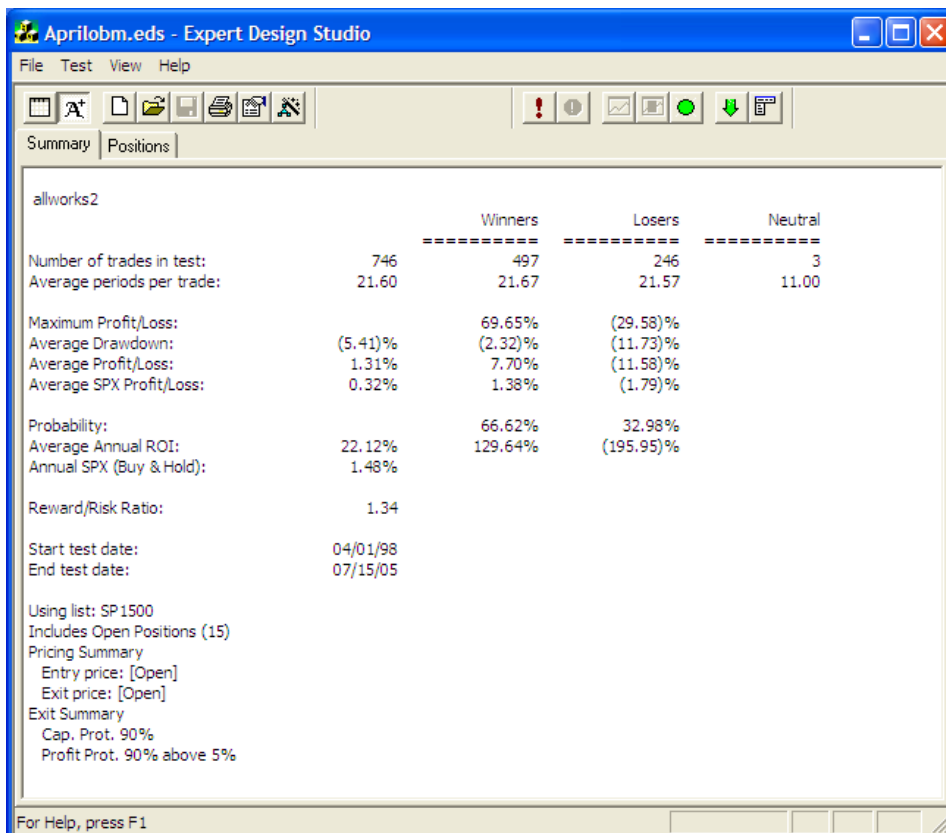 Aprilobm.eds - Expert Design Studio
File Test View Help
Summary Positions
allworks2
Winners Losers Neutral
========== ========== ==========
Number of trades in test: 746 497 246 3
Average periods per trade: 21.60 21.67 21.57 11.00
Maximum Profit/Loss: 69.65% (29.58)%
Average Drawdown: (5.41)% (2.32)% (11.73)%
Average Profit/Loss: 1.31% 7.70% (11.58)%
Average SPX Profit/Loss: 0.32% 1.38% (1.79)%
Probability: 66.62% 32.98%
Average Annual ROI: 22.12% 129.64% (195.95)%
Annual SPX (Buy & Hold): 1.48%
Reward/Risk Ratio: 1.34
Start test date: 04/01/98
End test date: 07/15/05
Using list: SP1500
Includes Open Positions (15)
Pricing Summary
Entry price: [Open]
Exit price: [Open]
Exit Summary
Cap. Prot. 90%
Profit Prot. 90% above 5%
For Help, press F1